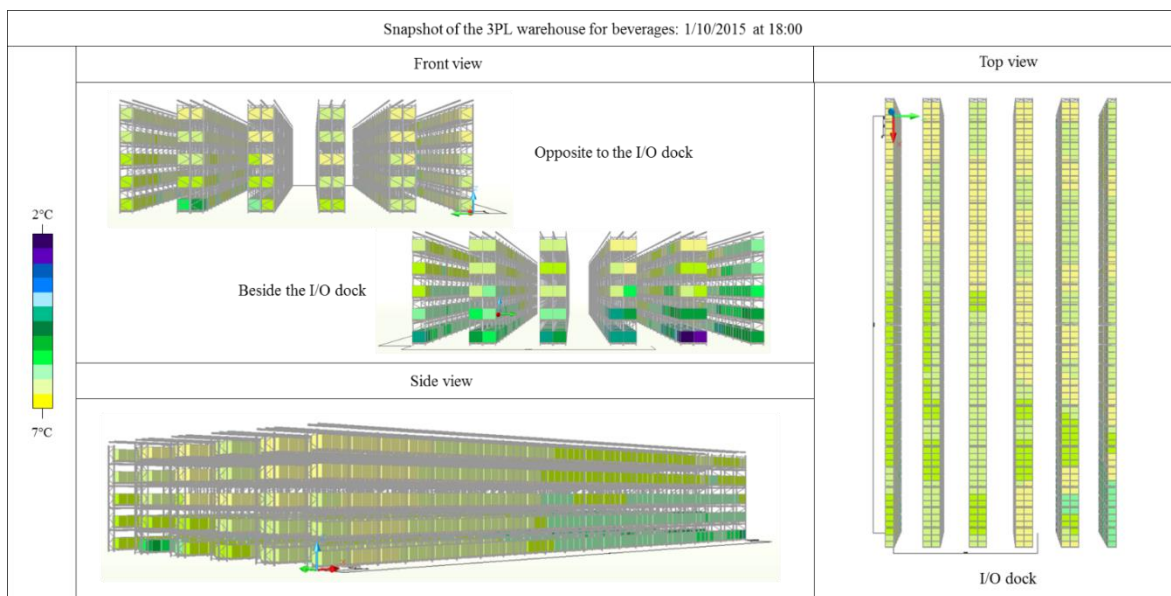 Snapshot of the 3PL warehouse for beverages: 1/10/2015 at 18:00
Front view
Top view
Opposite to the I/O dock
2°C
Beside the I/O dock
Side view
7°C
I/O dock